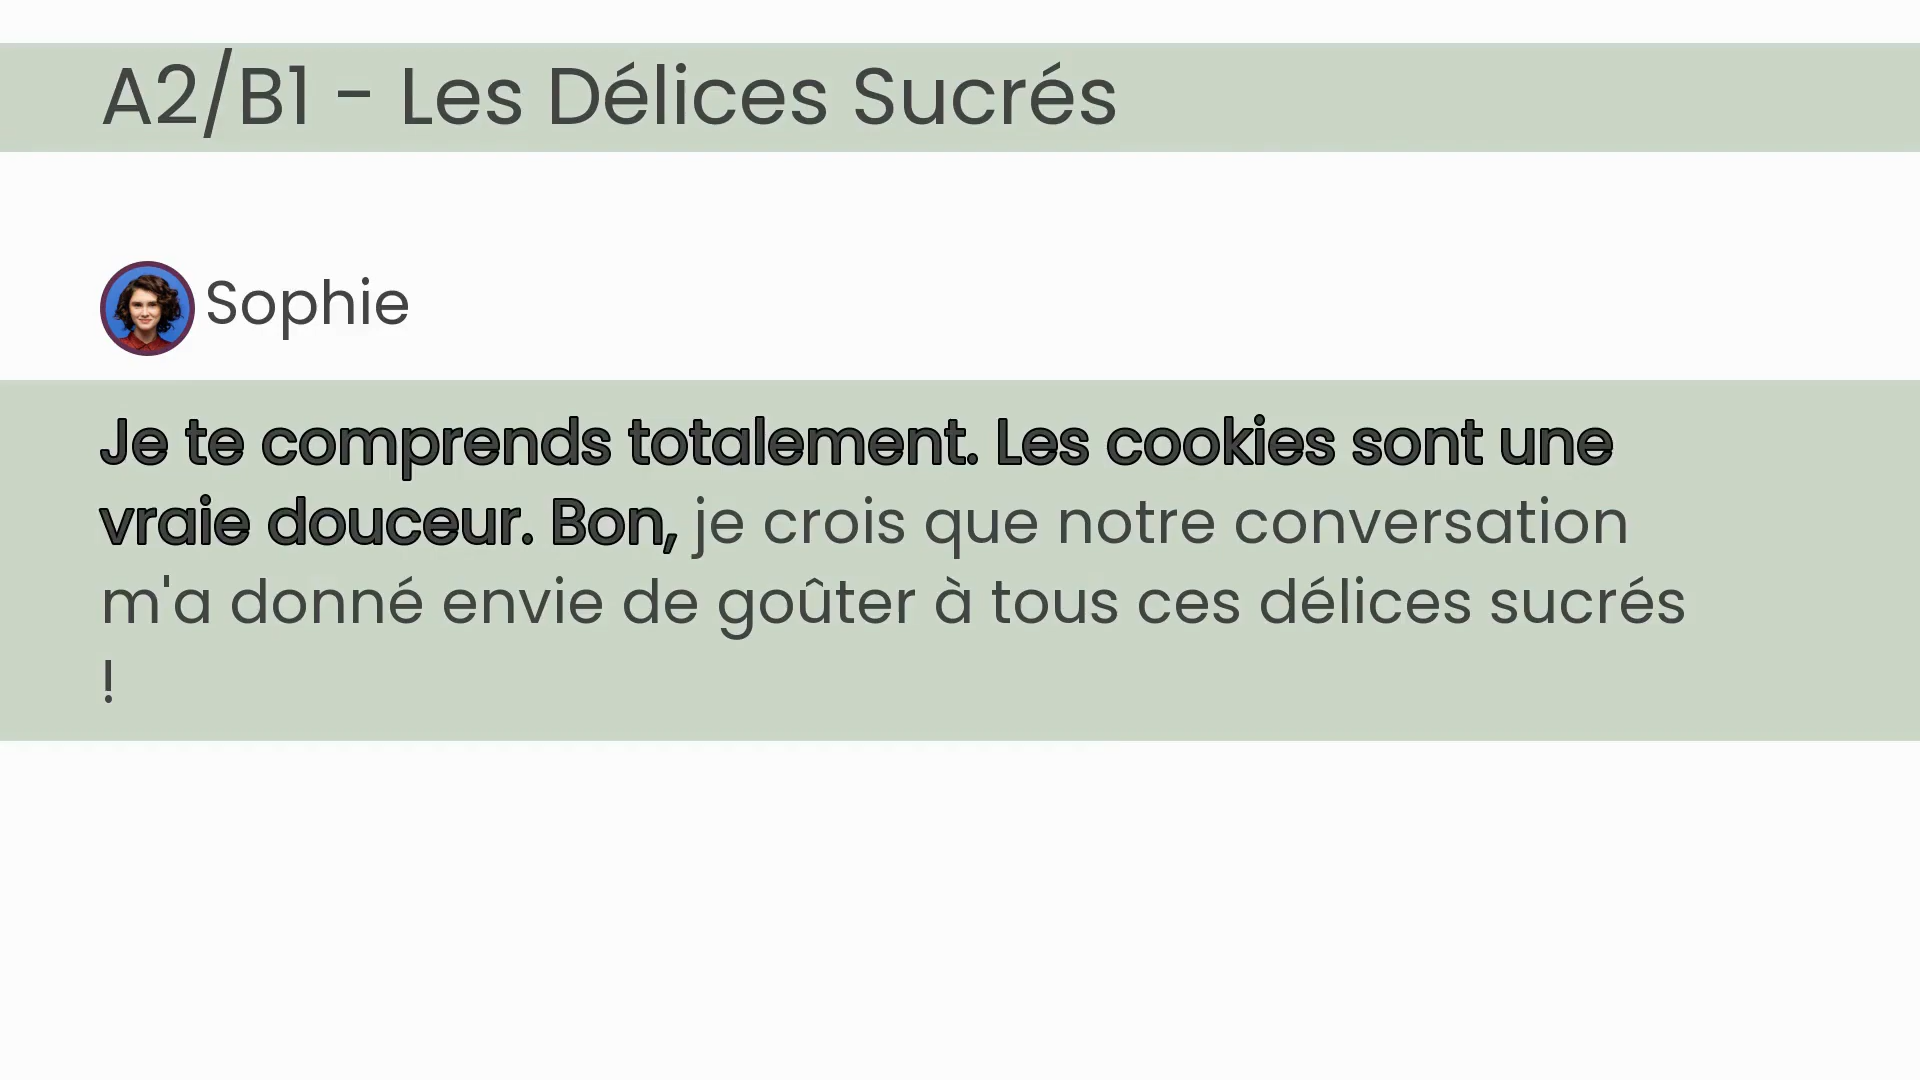 A2/B1 - Les Délices Sucrés
Sophie
Je te comprends totalement. Les cookies sont une
vraie douceur. Bon, je crois que notre conversation
m'a donné envie de goûter à tous ces délices sucrés
!